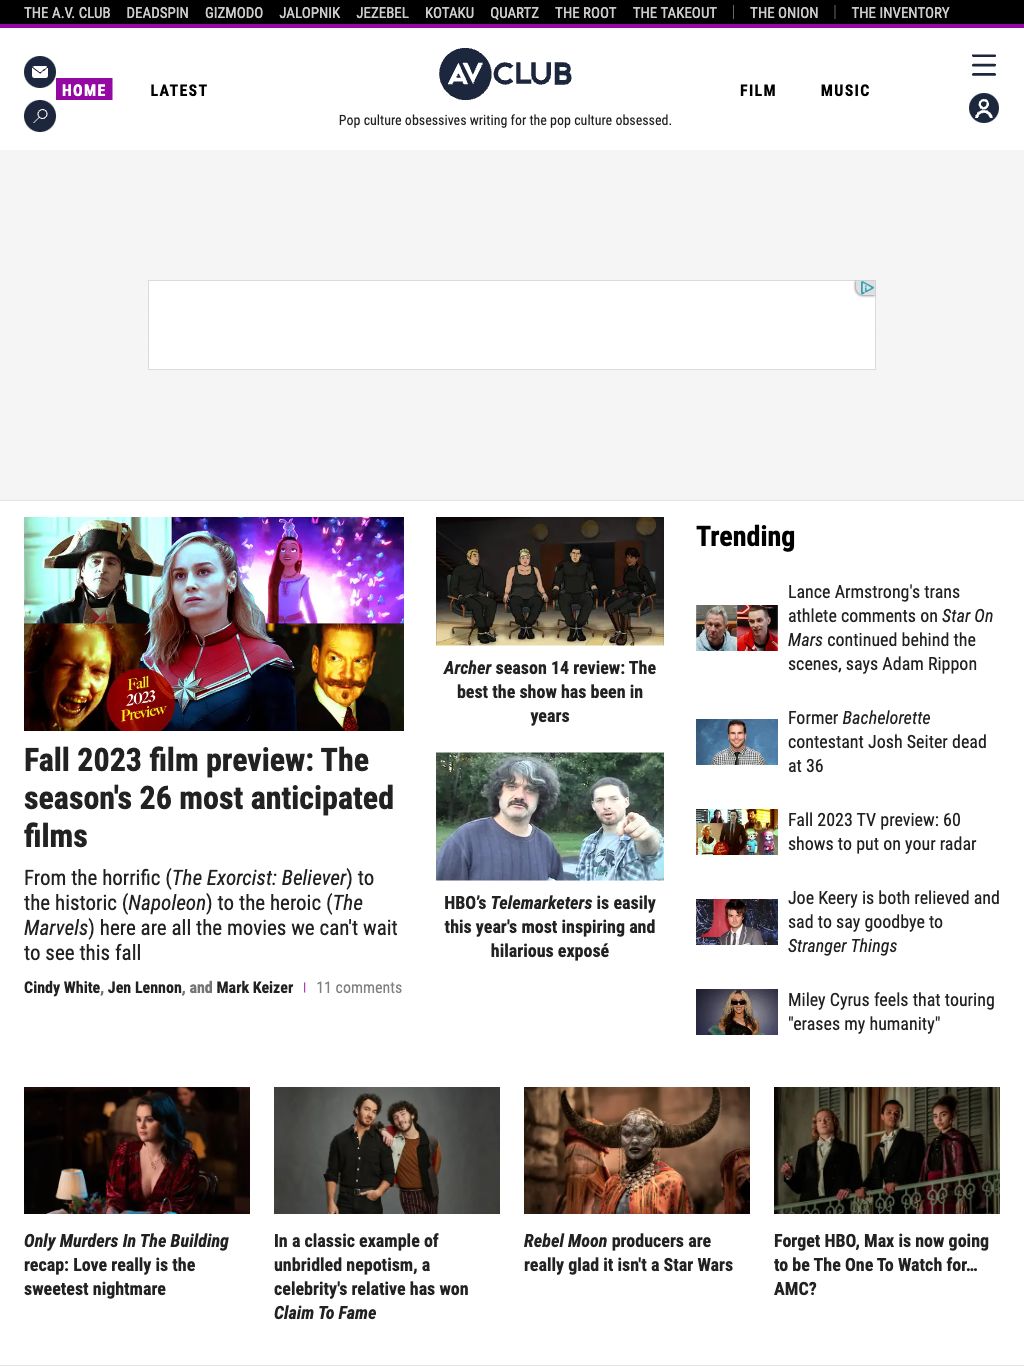 THE A.V. CLUB DEADSPIN GIZMODO JALOPNIK JEZEBEL KOTAKU QUARTZ THE ROOT THE TAKEOUT THE ONION THE INVENTORY
HOME LATEST AV CLUB FILM MUSIC
Pop culture obsessives writing for the pop culture obsessed.
Fall
2023
Preview
Fall 2023 film preview: The
season's 26 most anticipated
films
From the horrific (The Exorcist: Believer) to
the historic (Napoleon) to the heroic (The
Marvels) here are all the movies we can't wait
to see this fall
Cindy White, Jen Lennon, and Mark Keizer 11 comments
Archer season 14 review: The
best the show has been in
years
HBO’s Telemarketers is easily
this year's most inspiring and
hilarious exposé
Trending
Lance Armstrong's trans
athlete comments on Star On
Mars continued behind the
scenes, says Adam Rippon
Former Bachelorette
contestant Josh Seiter dead
at 36
Fall 2023 TV preview: 60
shows to put on your radar
Joe Keery is both relieved and
sad to say goodbye to
Stranger Things
Miley Cyrus feels that touring
"erases my humanity"
Only Murders In The Building
recap: Love really is the
sweetest nightmare
In a classic example of
unbridled nepotism, a
celebrity's relative has won
Claim To Fame
Rebel Moon producers are
really glad it isn't a Star Wars
Forget HBO, Max is now going
to be The One To Watch for…
AMC?